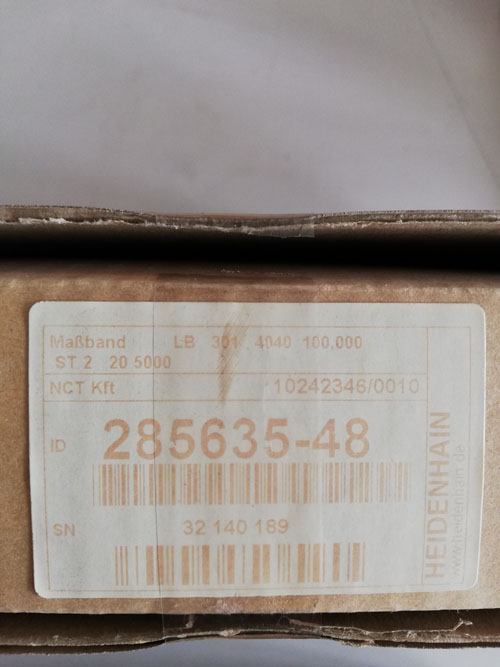 Maßband LB 301 4040 100,000
ST 2 20 5000
NCT Kft 10242346/0010
ID 285635-48
SN 32 140 189
HEIDENHAIN
www.heidenhain.de